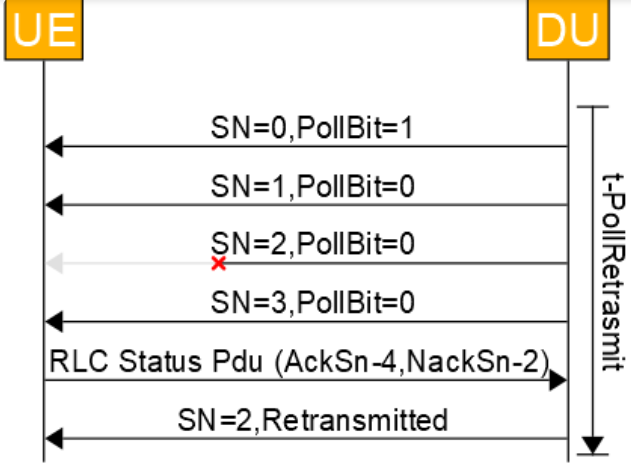 UE
DU
SN=0,PollBit=1
SN=1,PollBit=0
SN=2,PollBit=0
SN=3,PollBit=0
RLC Status Pdu (AckSn-4,NackSn-2)
SN=2,Retransmitted
t-PollRetrasmit